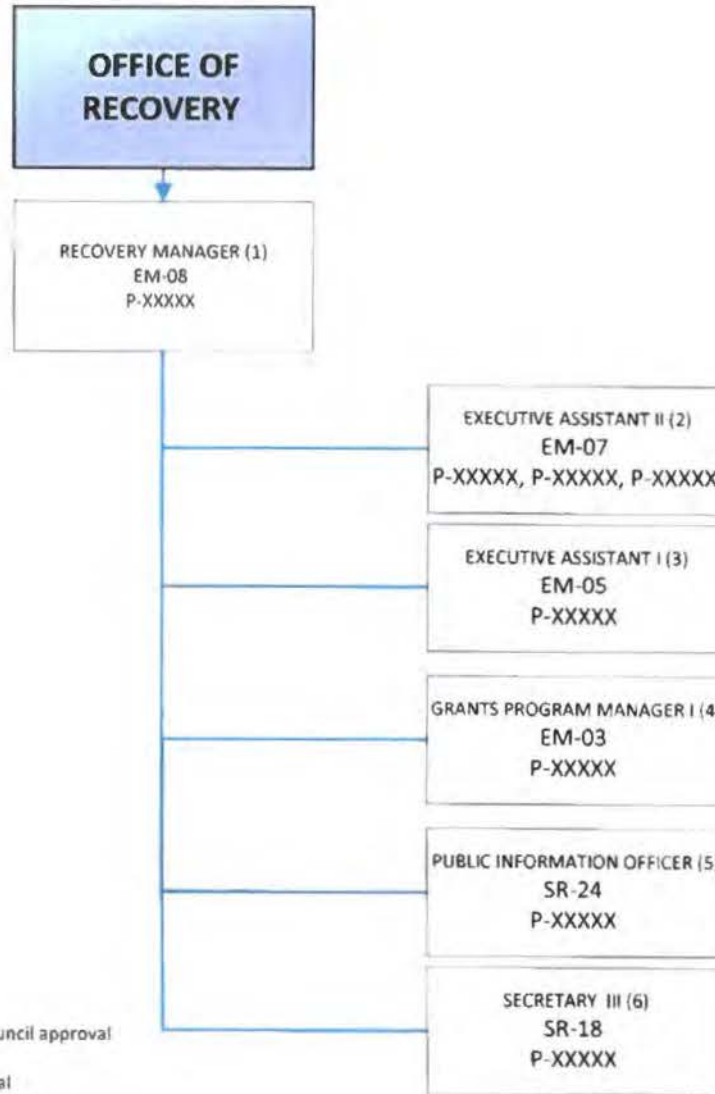 OFFICE OF
RECOVERY
RECOVERY MANAGER (1)
EM-08
P-XXXXX
EXECUTIVE ASSISTANT II (2)
EM-07
P-XXXXX, P-XXXXX, P-XXXXX
EXECUTIVE ASSISTANT I (3)
EM-05
P-XXXXX
GRANTS PROGRAM MANAGER I (4
EM-03
P-XXXXX
PUBLIC INFORMATION OFFICER (5
SR-24
P-XXXXX
SECRETARY III (6)
SR-18
P-XXXXX
uncil approval
al